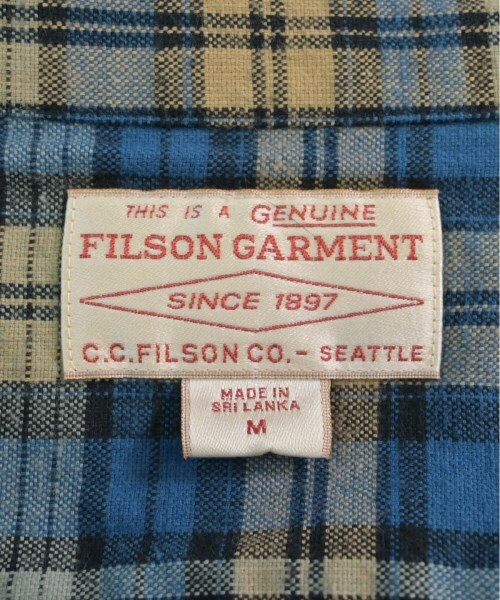 THIS IS A GENUINE
FILSON GARMENT
SINCE 1897
C.C.FILSON CO.- SEATTLE
MADE IN
SRI LANKA
M